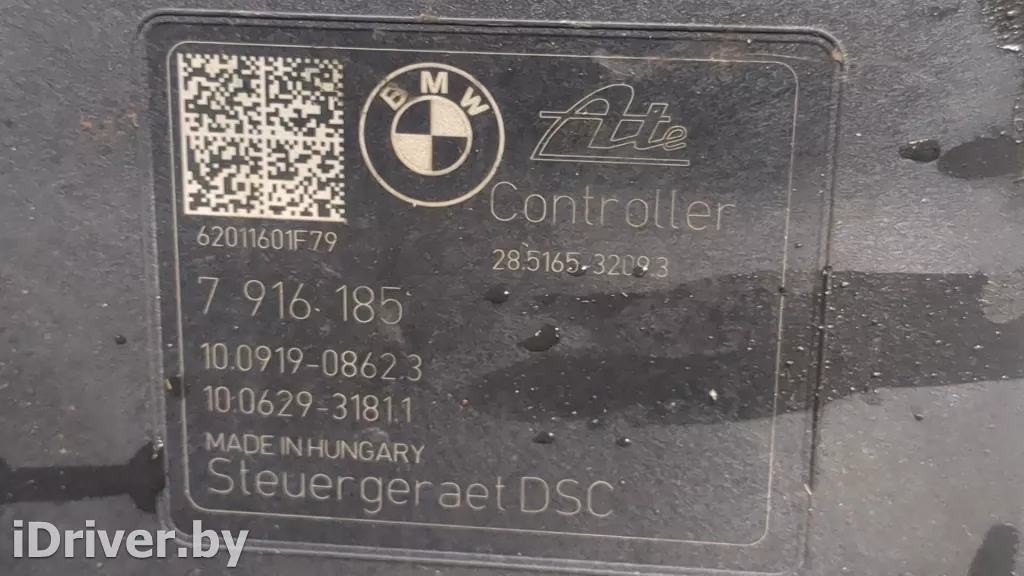 BMW
Ate
Controller
62011601F79
28.5165-3209.3
7 916 185
10.0919-0862.3
10.0629-3181.1
MADE IN HUNGARY
Steuergeraet DSC
iDriver.by